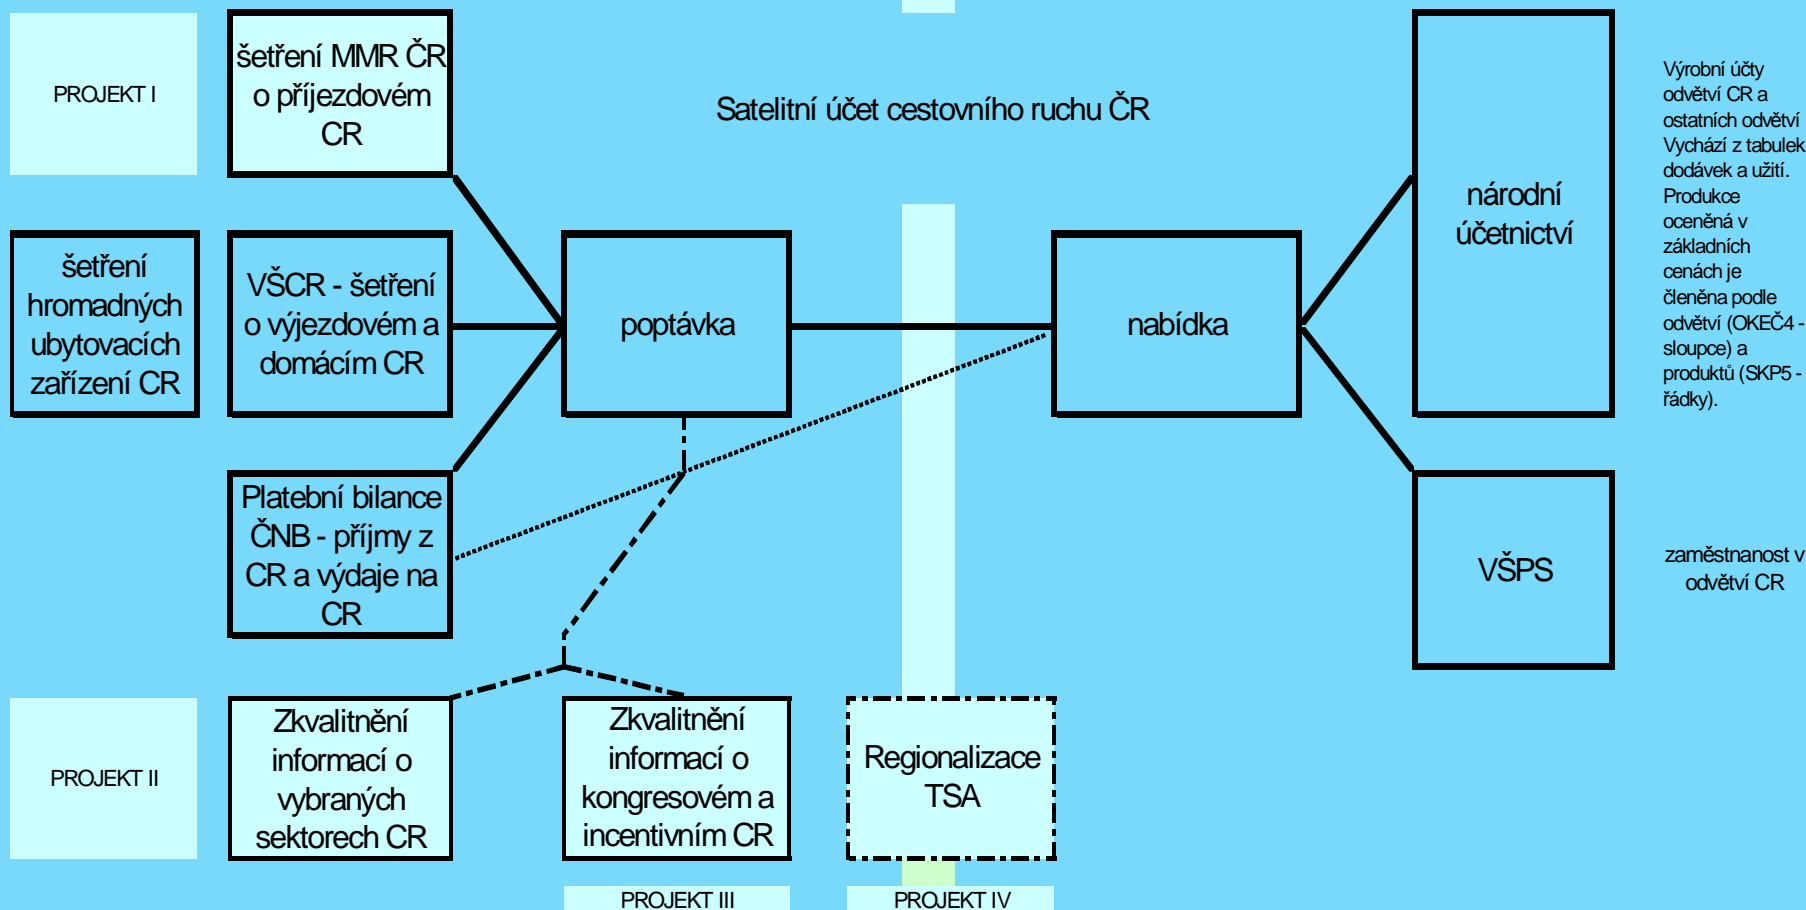 PROJEKT I
šetření MMR ČR
o příjezdovém
CR
Satelitní účet cestovního ruchu ČR
národní
účetnictví
Výrobní účty
odvětví CR a
ostatních odvětví
Vychází z tabulek
dodávek a užití.
Produkce
oceněná v
základních
cenách je
členěna podle
odvětví (OKEČ4 -
sloupce) a
produktů (SKP5 -
řádky).
šetření
hromadných
ubytovacích
zařízení CR
VŠCR - šetření
o výjezdovém a
domácím CR
poptávka
nabídka
Platební bilance
ČNB - příjmy z
CR a výdaje na
CR
VŠPS
zaměstnanost v
odvětví CR
PROJEKT II
Zkvalitnění
informací o
vybraných
sektorech CR
Zkvalitnění
informací o
kongresovém a
incentivním CR
Regionalizace
TSA
PROJEKT III
PROJEKT IV